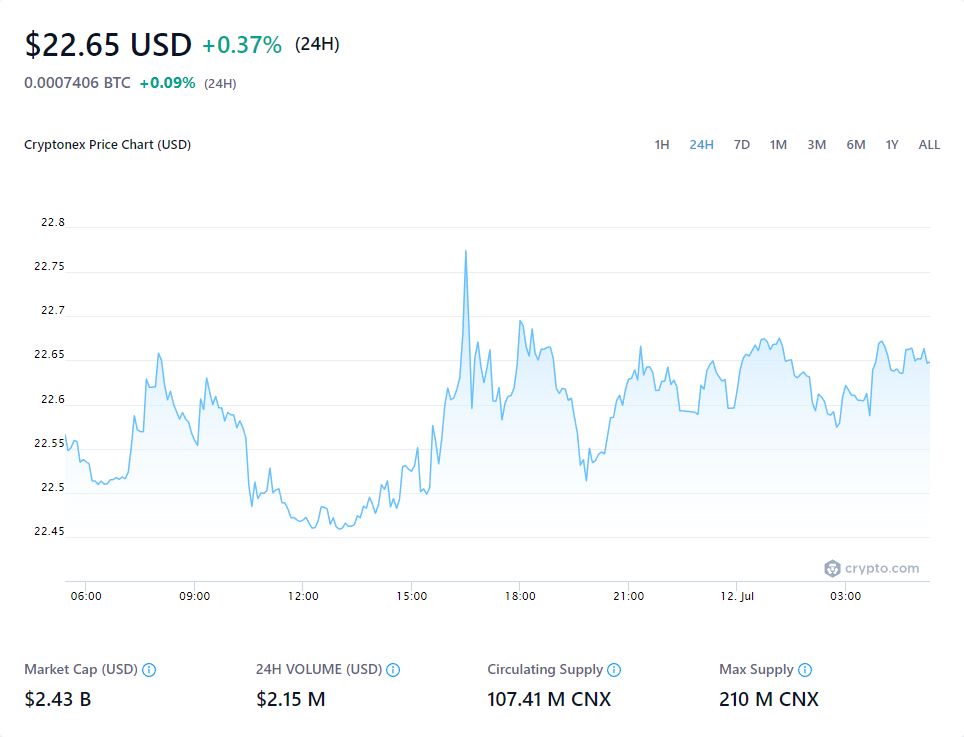 $22.65 USD +0.37% (24H)
0.0007406 BTC +0.09% (24H)
Cryptonex Price Chart (USD) 1H 24H 7D 1M 3M 6M 1Y ALL
22.8
22.75
22.7
22.65
22.6
22.55
22.5
22.45
crypto.com
06:00 09:00 12:00 15:00 18:00 21:00 12. Jul 03:00
Market Cap (USD) 24H VOLUME (USD) Circulating Supply Max Supply
$2.43 B $2.15 M 107.41 M CNX 210 M CNX